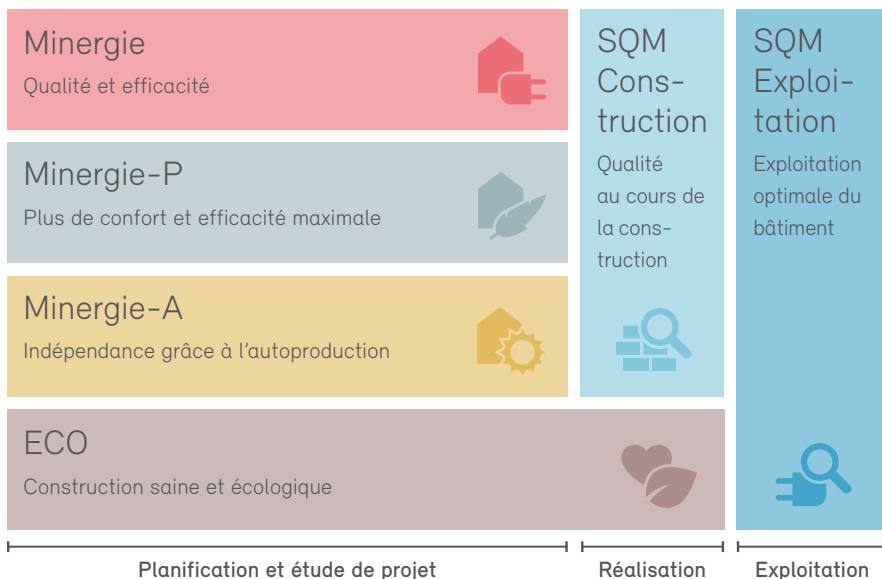 Minergie
Qualité et efficacité
Minergie-P
Plus de confort et efficacité maximale
Minergie-A
Indépendance grâce à l'autoproduction
ECO
Construction saine et écologique
SQM
Cons-
truction
Qualité
au cours de
la cons-
truction
SQM
Exploi-
tation
Exploitation
optimale du
bâtiment
Planification et étude de projet
Réalisation
Exploitation